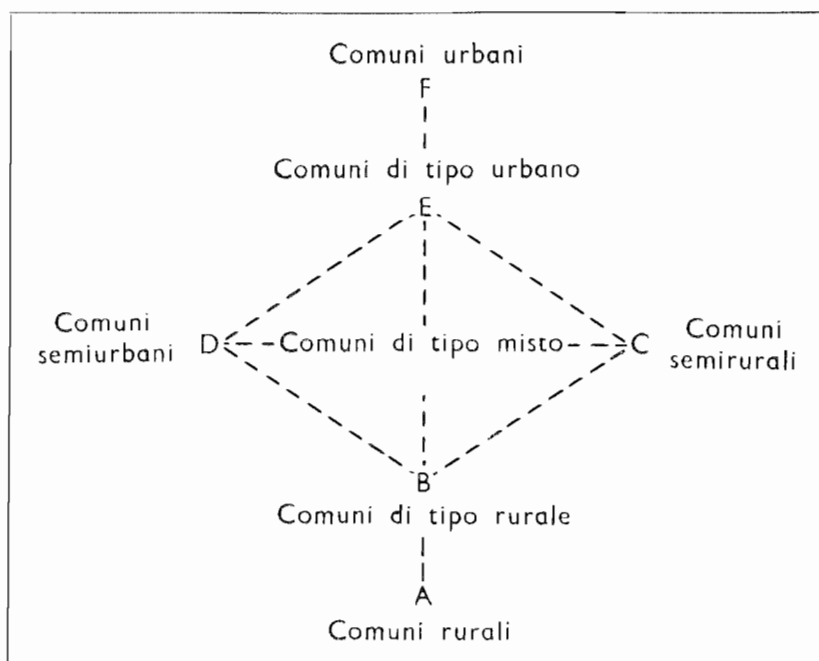 Comuni urbani
F
Comuni di tipo urbano
E
Comuni
semiurbani
D
Comuni di tipo misto
C
Comuni
semirurali
B
Comuni di tipo rurale
A
Comuni rurali